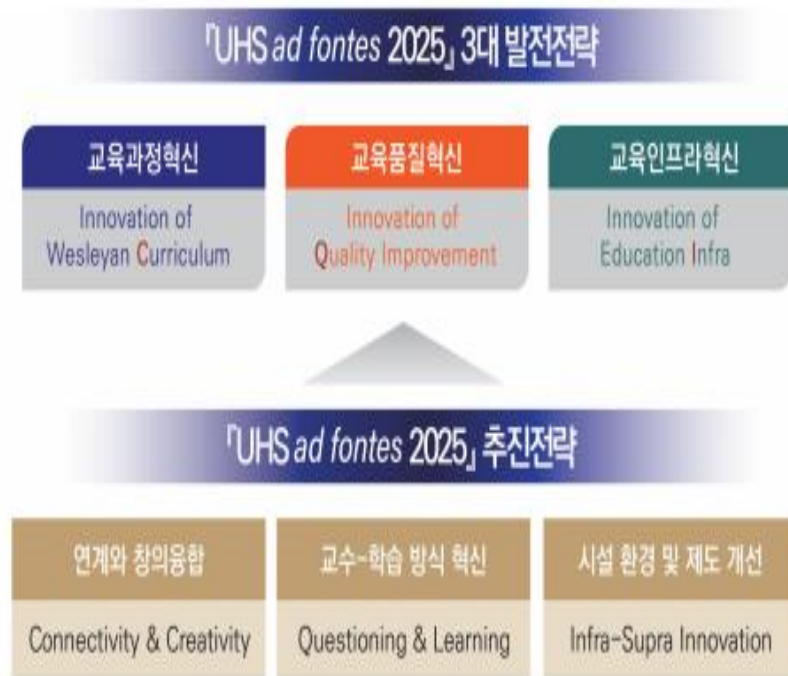 『UHS ad fontes 2025』 3대 발전전략
교육과정혁신
Innovation of
Wesleyan Curriculum
교육품질혁신
Innovation of
Quality Improvement
교육인프라혁신
Innovation of
Education Infra
『UHS ad fontes 2025』 추진전략
연계와 창의융합
Connectivity & Creativity
교수-학습 방식 혁신
Questioning & Learning
시설 환경 및 제도 개선
Infra-Supra Innovation